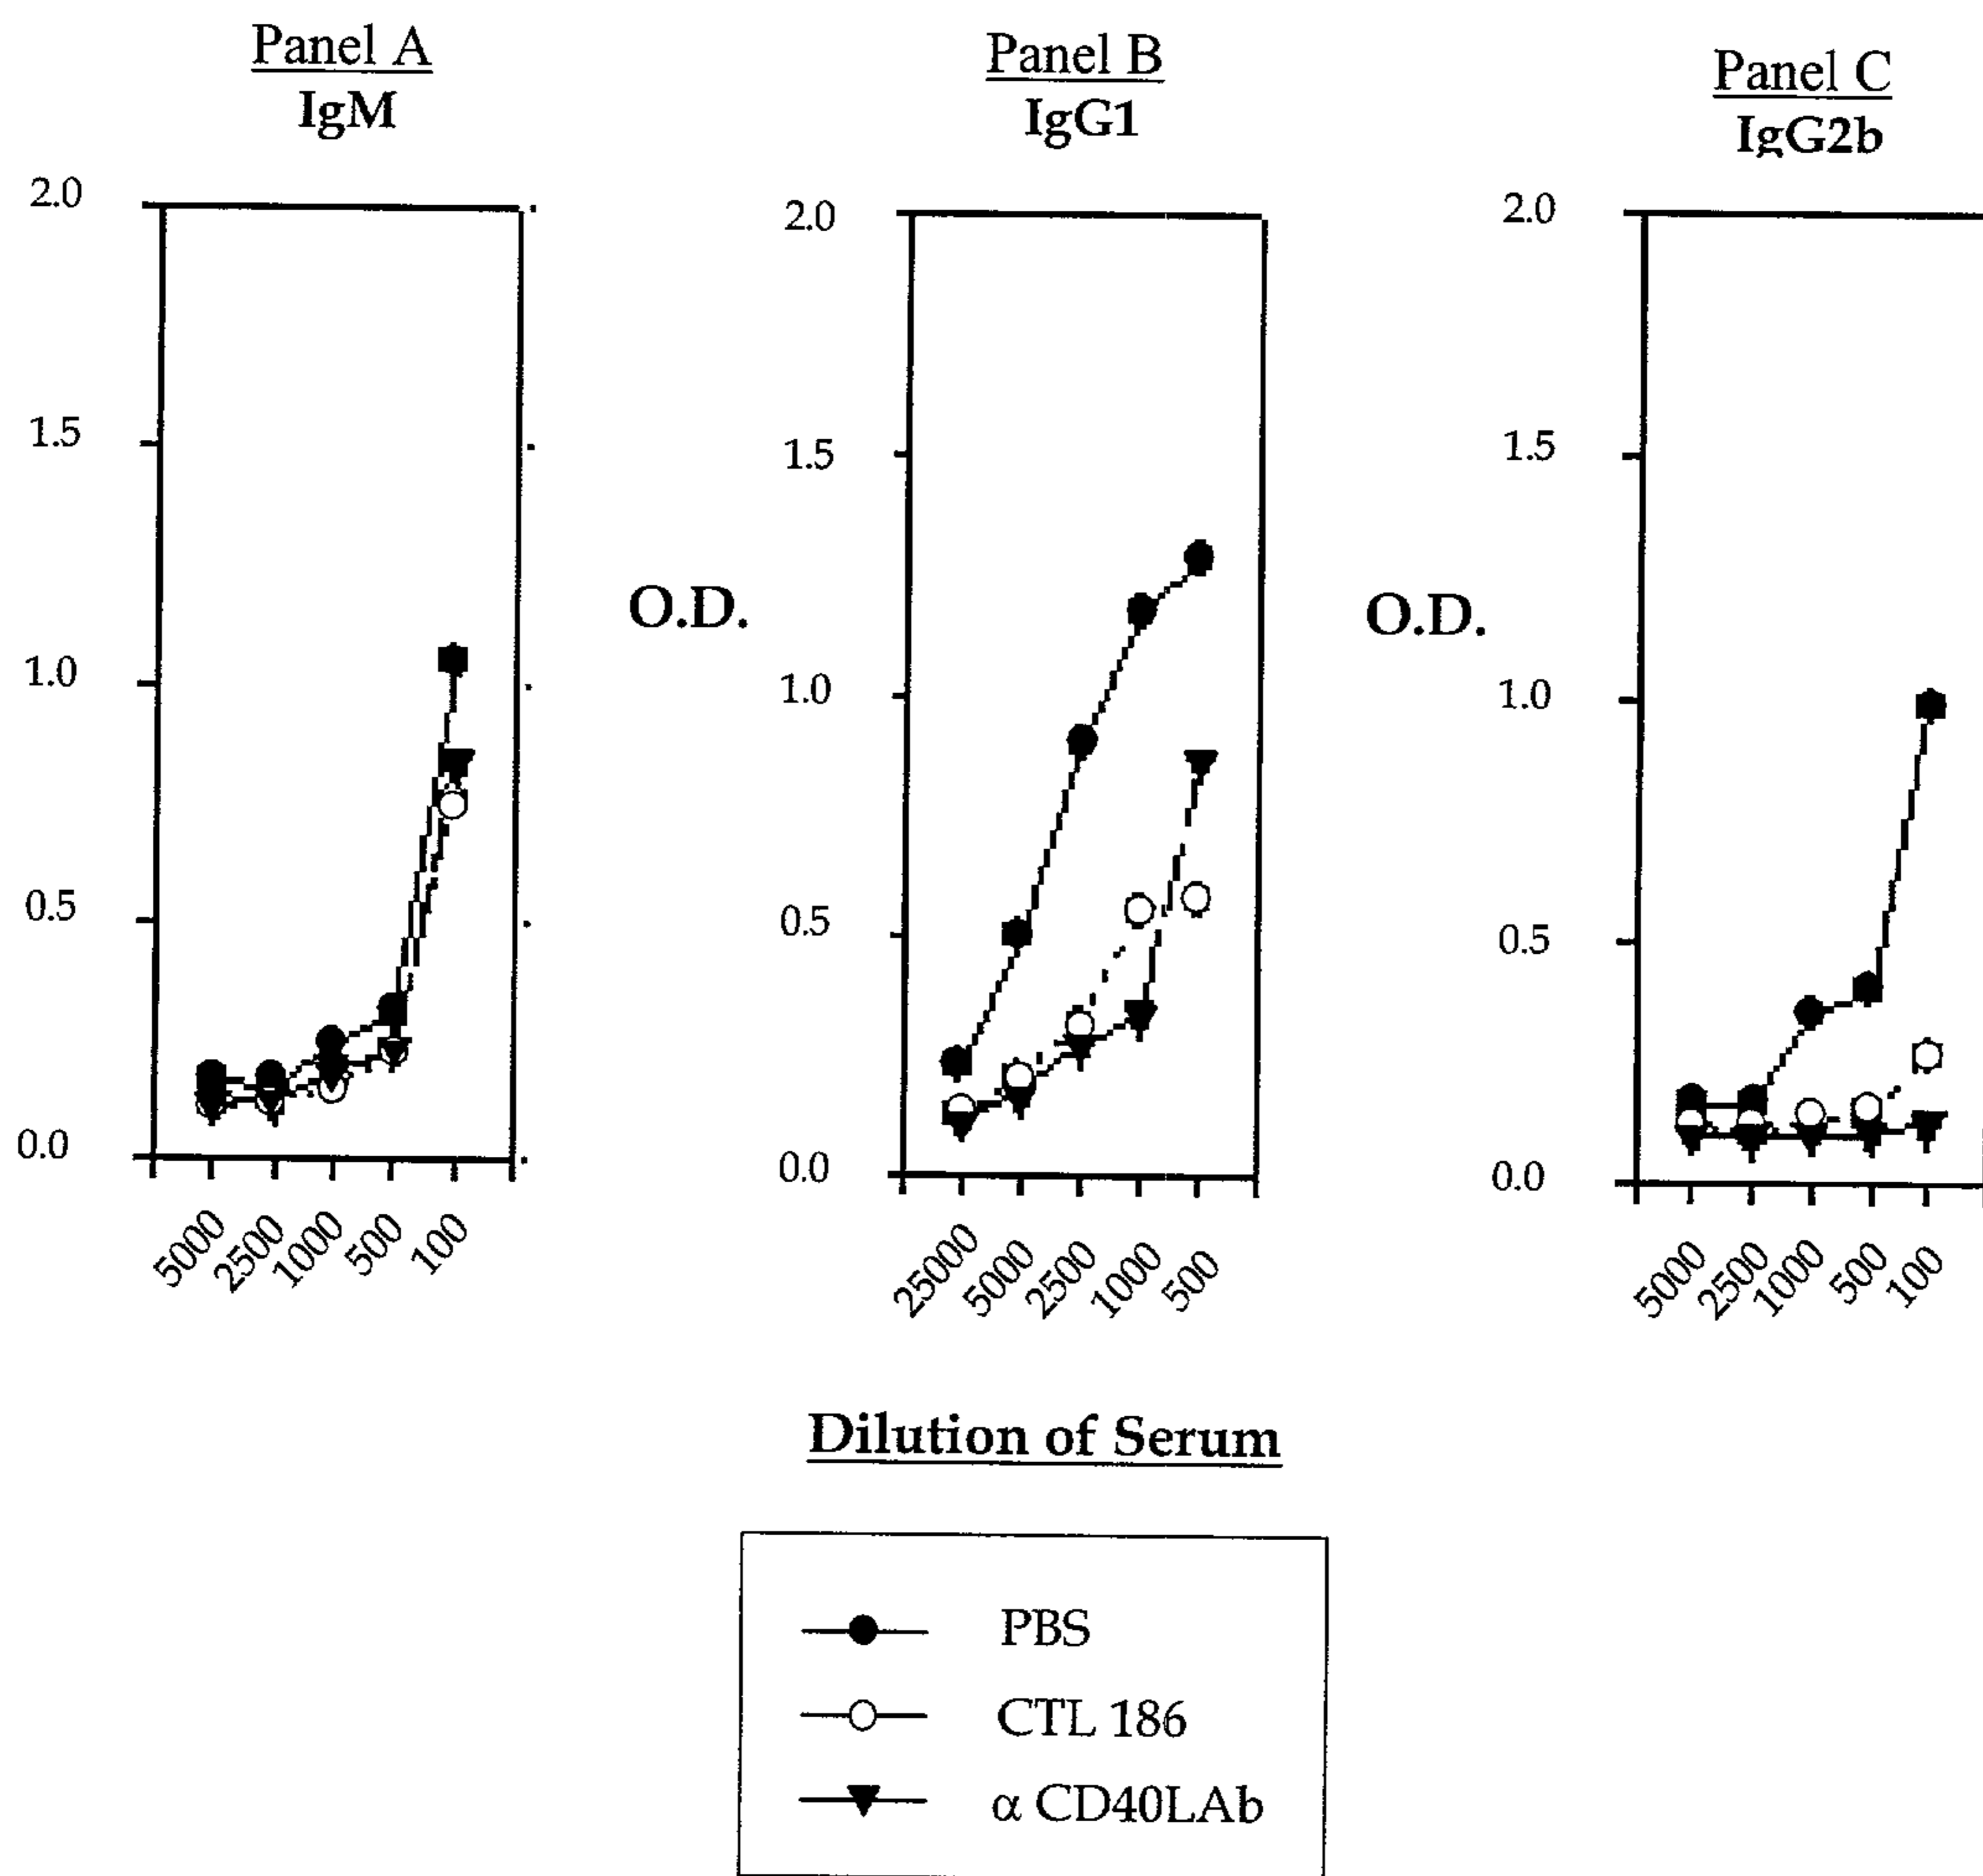 Panel A
IgM
2.0
1.5
1.0
0.5
0.0
5000
2500
1000
500
100
Panel B
IgG1
O.D.
2.0
1.5
1.0
0.5
0.0
25000
5000
2500
1000
500
Panel C
IgG2b
O.D.
2.0
1.5
1.0
0.5
0.0
5000
2500
1000
500
100
Dilution of Serum
PBS
CTL 186
α CD40LAb